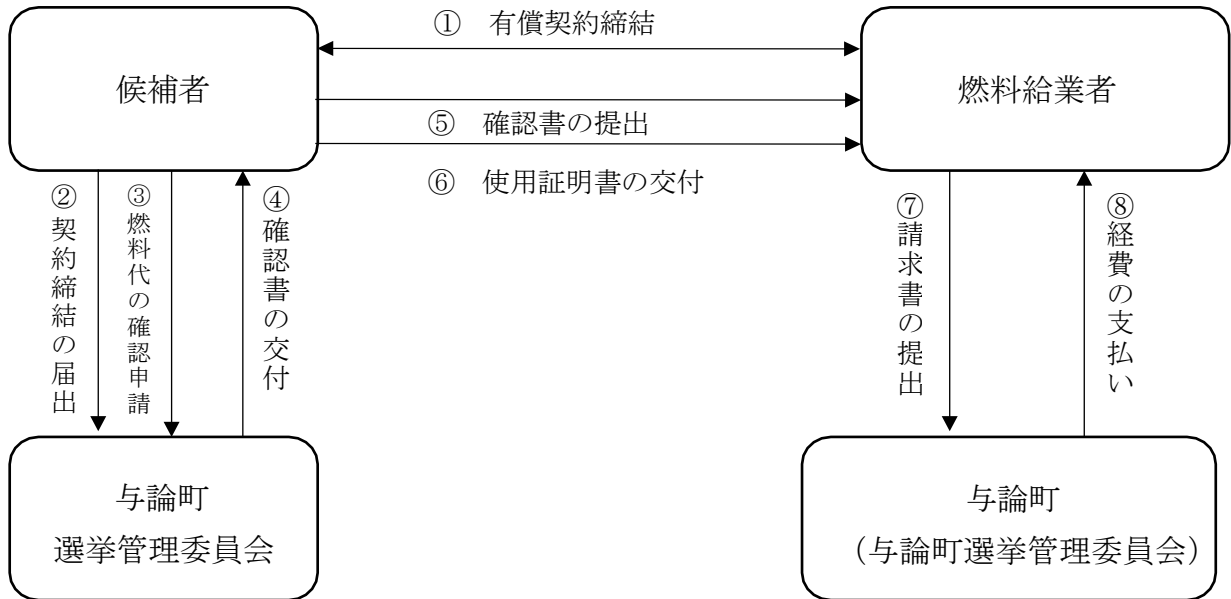 ① 有償契約締結
候補者
燃料給業者
⑤ 確認書の提出
⑥ 使用証明書の交付
②契約締結の届出
③燃料代の確認申請
④確認書の交付
⑦請求書の提出
⑧経費の支払い
与論町
選挙管理委員会
与論町
（与論町選挙管理委員会）